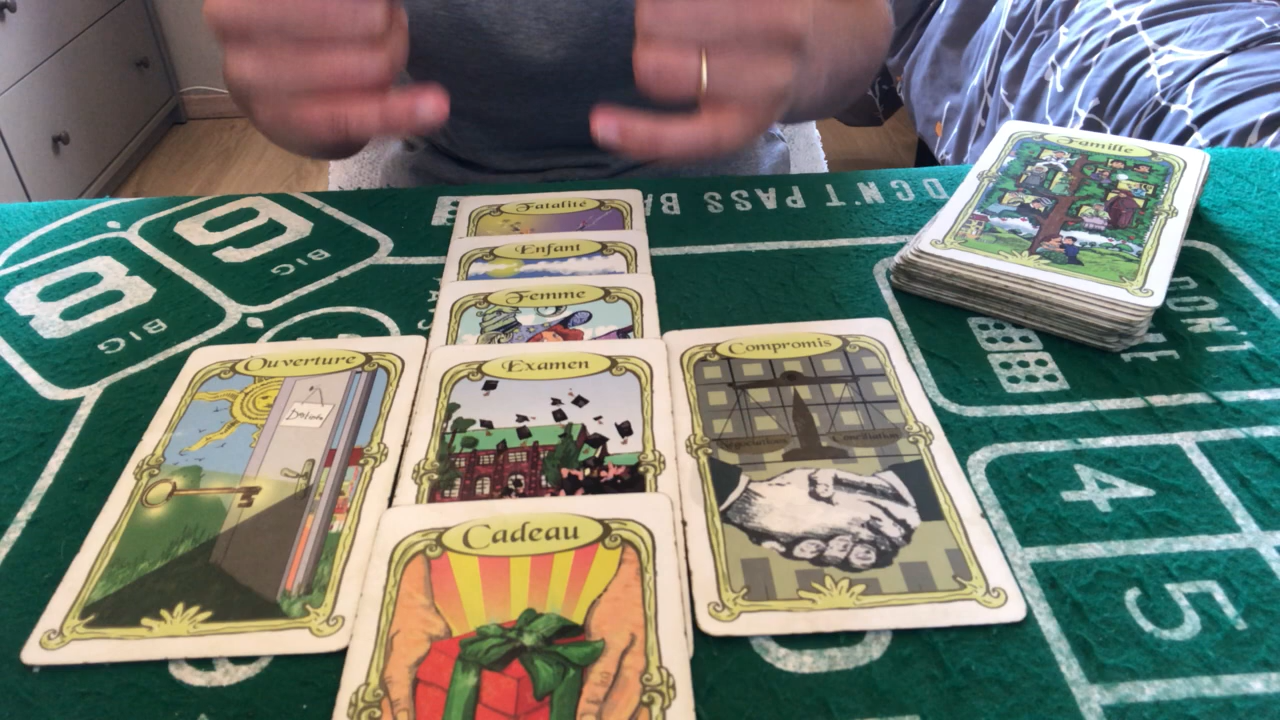 Fatalité
DON'T PASS BA
Famille
Enfant
Femme
6
8
BIG
BIG
DON'T
Ouverture
Examen
Compromis
4
5
Cadeau